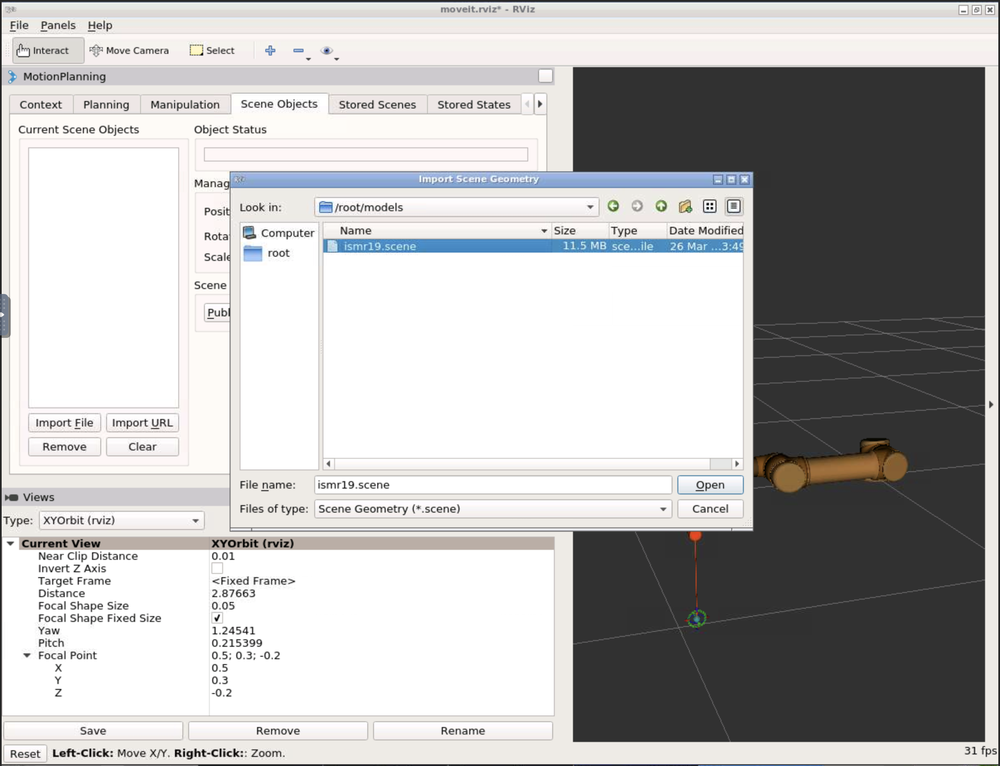 moveit.rviz* - RViz
File Panels Help
Interact Move Camera Select
MotionPlanning
Context Planning Manipulation Scene Objects Stored Scenes Stored States
Current Scene Objects
Object Status
Manag
Posit
Rota
Scale
Scene
Publ
Import File Import URL
Remove Clear
Import Scene Geometry
Look in: /root/models
Computer
root
Name Size Type Date Modified
ismr19.scene 11.5 MB sce...ile 26 Mar ...3:49
File name: ismr19.scene Open
Files of type: Scene Geometry (*.scene) Cancel
Views
Type: XYOrbit (rviz)
Current View XYOrbit (rviz)
Near Clip Distance 0.01
Invert Z Axis
Target Frame <Fixed Frame>
Distance 2.87663
Focal Shape Size 0.05
Focal Shape Fixed Size
Yaw 1.24541
Pitch 0.215399
Focal Point 0.5; 0.3; -0.2
X 0.5
Y 0.3
Z -0.2
Save Remove Rename
Reset Left-Click: Move X/Y. Right-Click:: Zoom. 31 fps